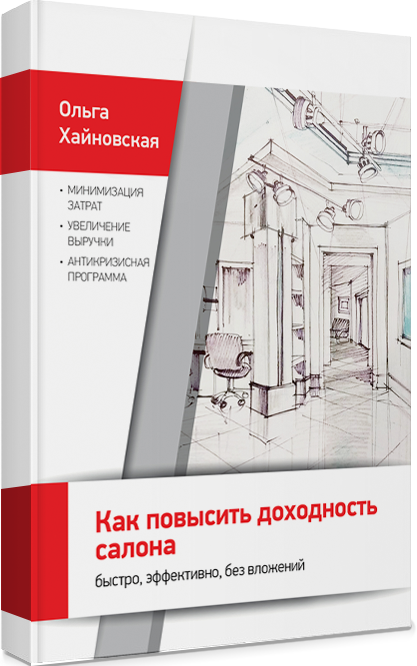 Ольга
Хайновская
• МИНИМИЗАЦИЯ
ЗАТРАТ
• УВЕЛИЧЕНИЕ
ВЫРУЧКИ
• АНТИКРИЗИСНАЯ
ПРОГРАММА
Как повысить доходность
салона
быстро, эффективно, без вложений